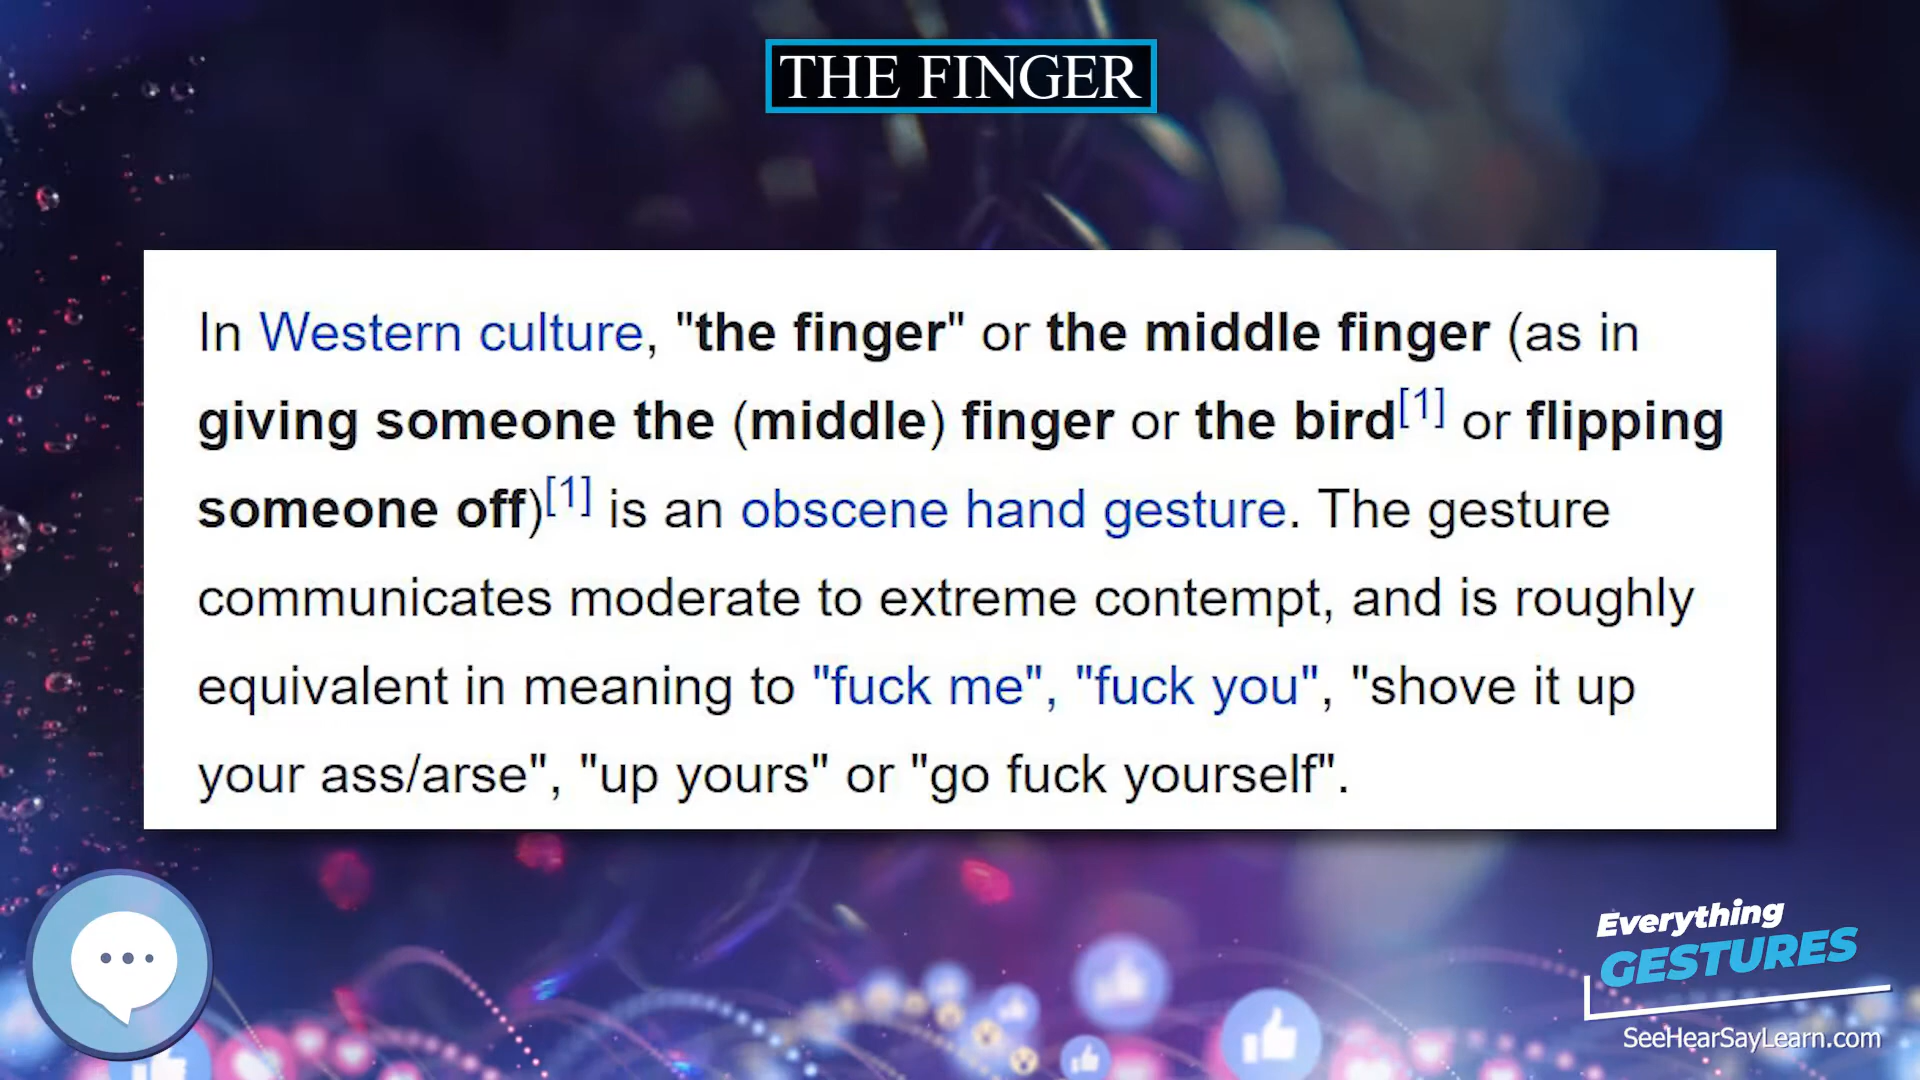 THE FINGER
In Western culture, "the finger" or the middle finger (as in
giving someone the (middle) finger or the bird[1] or flipping
someone off)[1] is an obscene hand gesture. The gesture
communicates moderate to extreme contempt, and is roughly
equivalent in meaning to "fuck me", "fuck you", "shove it up
your ass/arse", "up yours" or "go fuck yourself".
Everything
GESTURES
SeeHearSayLearn.com